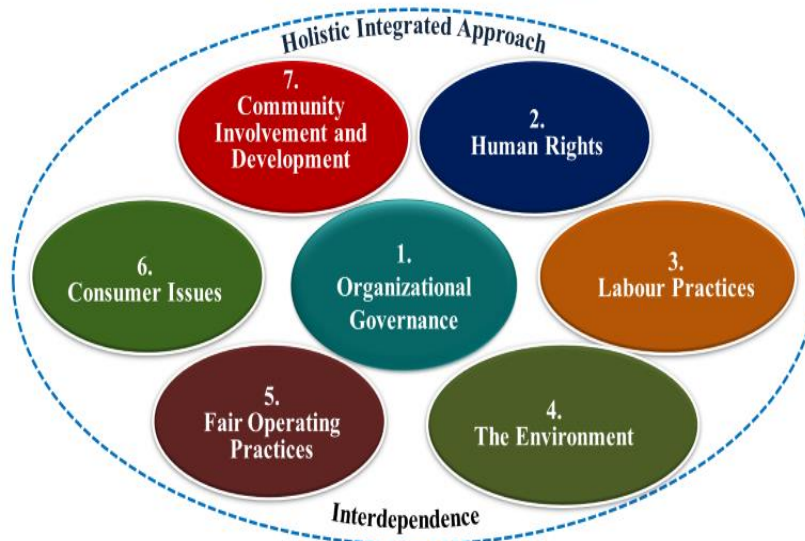 Holistic Integrated Approach
7.
Community
Involvement and
Development
2.
Human Rights
1.
Organizational
Governance
6.
Consumer Issues
3.
Labour Practices
5.
Fair Operating
Practices
4.
The Environment
Interdependence